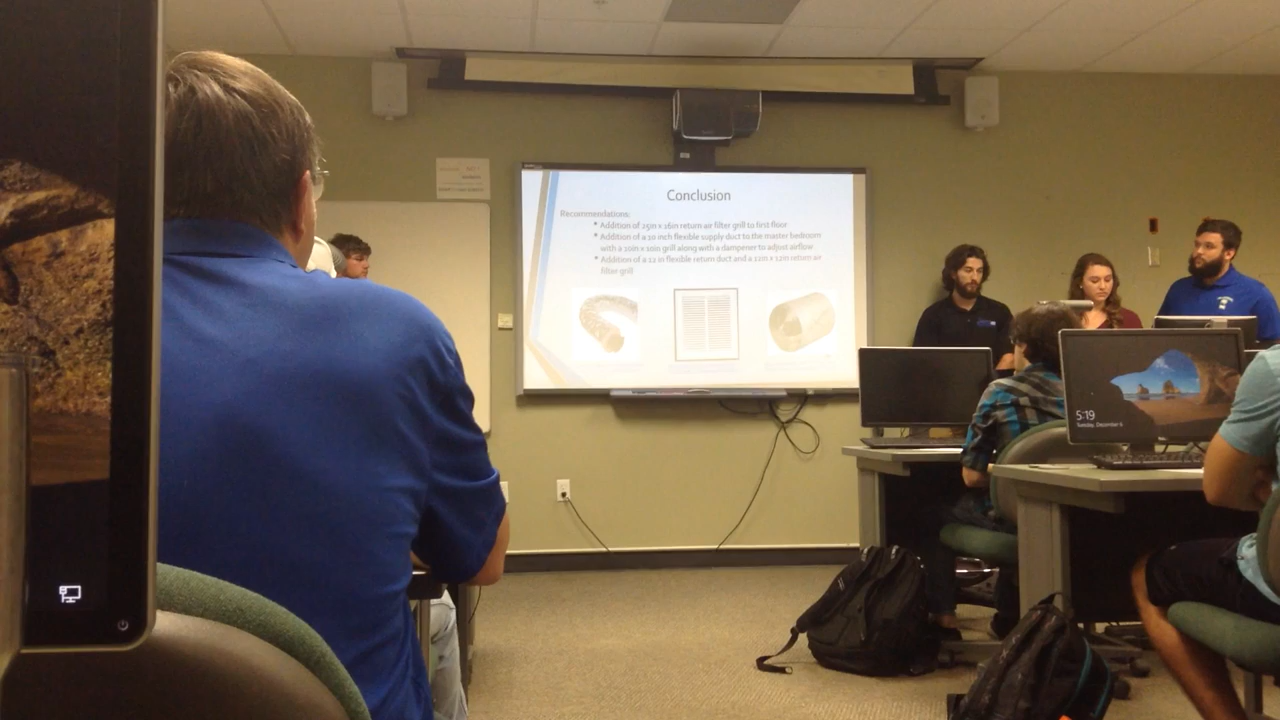 Conclusion
Recommendations:
* Addition of 25in x 16in return air filter grill to first floor
* Addition of a 10 inch flexible supply duct to the master bedroom
with a 10in x 10in grill along with a dampener to adjust airflow
* Addition of a 12 in flexible return duct and a 12in x 12in return air
filter grill
5:19
Tuesday, December 6